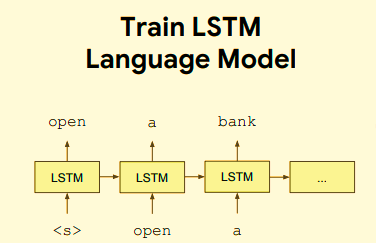 Train LSTM
Language Model
open a bank
LSTM LSTM LSTM ...
<s> open a